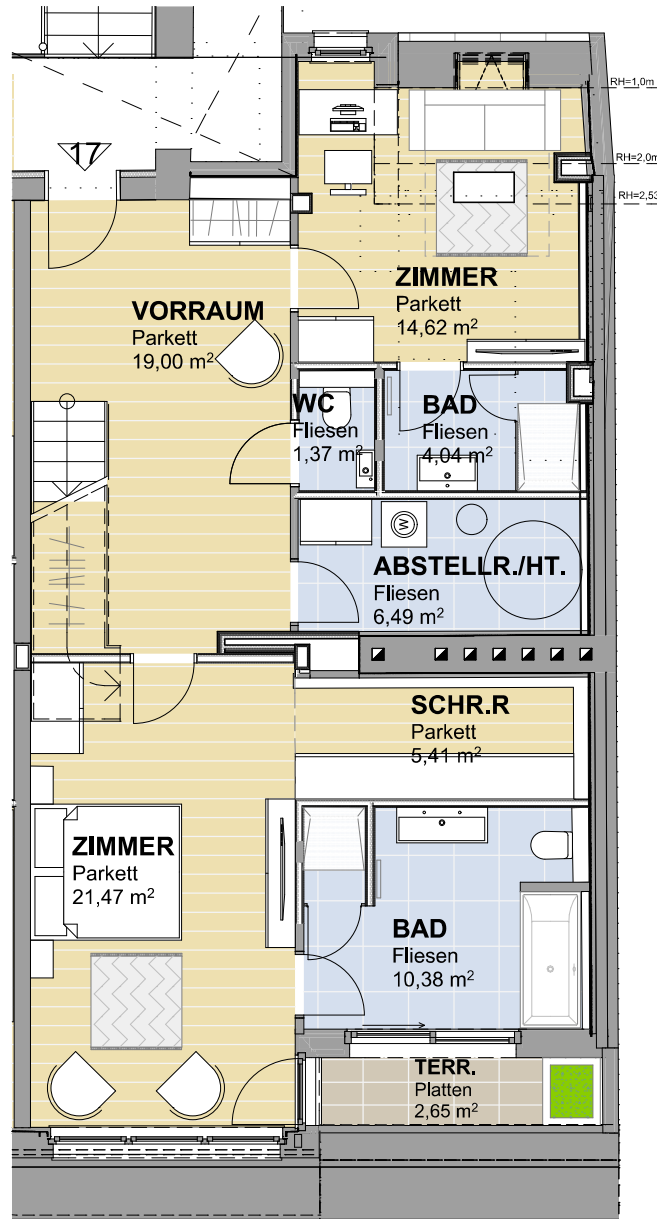 RH=1,0m
17
RH=2,0m
RH=2,53
ZIMMER
Parkett
14,62 m²
VORRAUM
Parkett
19,00 m²
WC
Fliesen
1,37 m²
BAD
Fliesen
4,04 m²
W
ABSTELLR./HT.
Fliesen
6,49 m²
SCHR.R
Parkett
5,41 m²
ZIMMER
Parkett
21,47 m²
BAD
Fliesen
10,38 m²
TERR.
Platten
2,65 m²